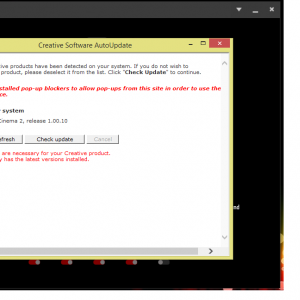 Creative Software AutoUpdate
tive products have been detected on your system. If you do not wish to
product, please deselect it from the list. Click "Check Update" to continue.
stalled pop-up blockers to allow pop-ups from this site in order to use the
ce.
system
Cinema 2, release 1.00.10
efresh
Check update
Cancel
are necessary for your Creative product.
y has the latest versions installed.
nd